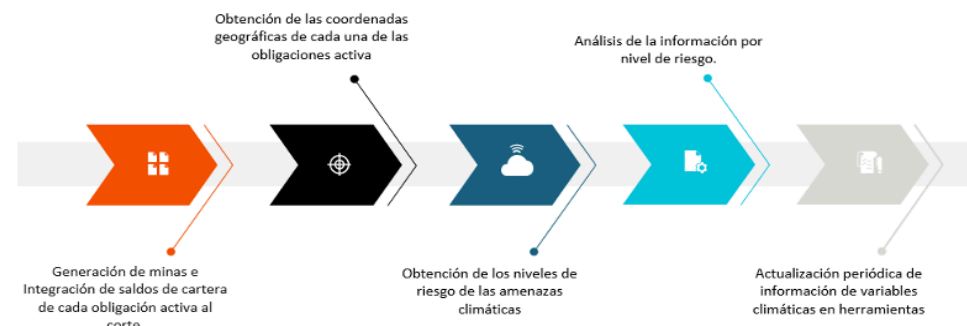 Obtención de las coordenadas
geográficas de cada una de las
obligaciones activa
Análisis de la información por
nivel de riesgo.
Generación de minas e
Integración de saldos de cartera
de cada obligación activa al
corte
Obtención de los niveles de
riesgo de las amenazas
climáticas
Actualización periódica de
información de variables
climáticas en herramientas